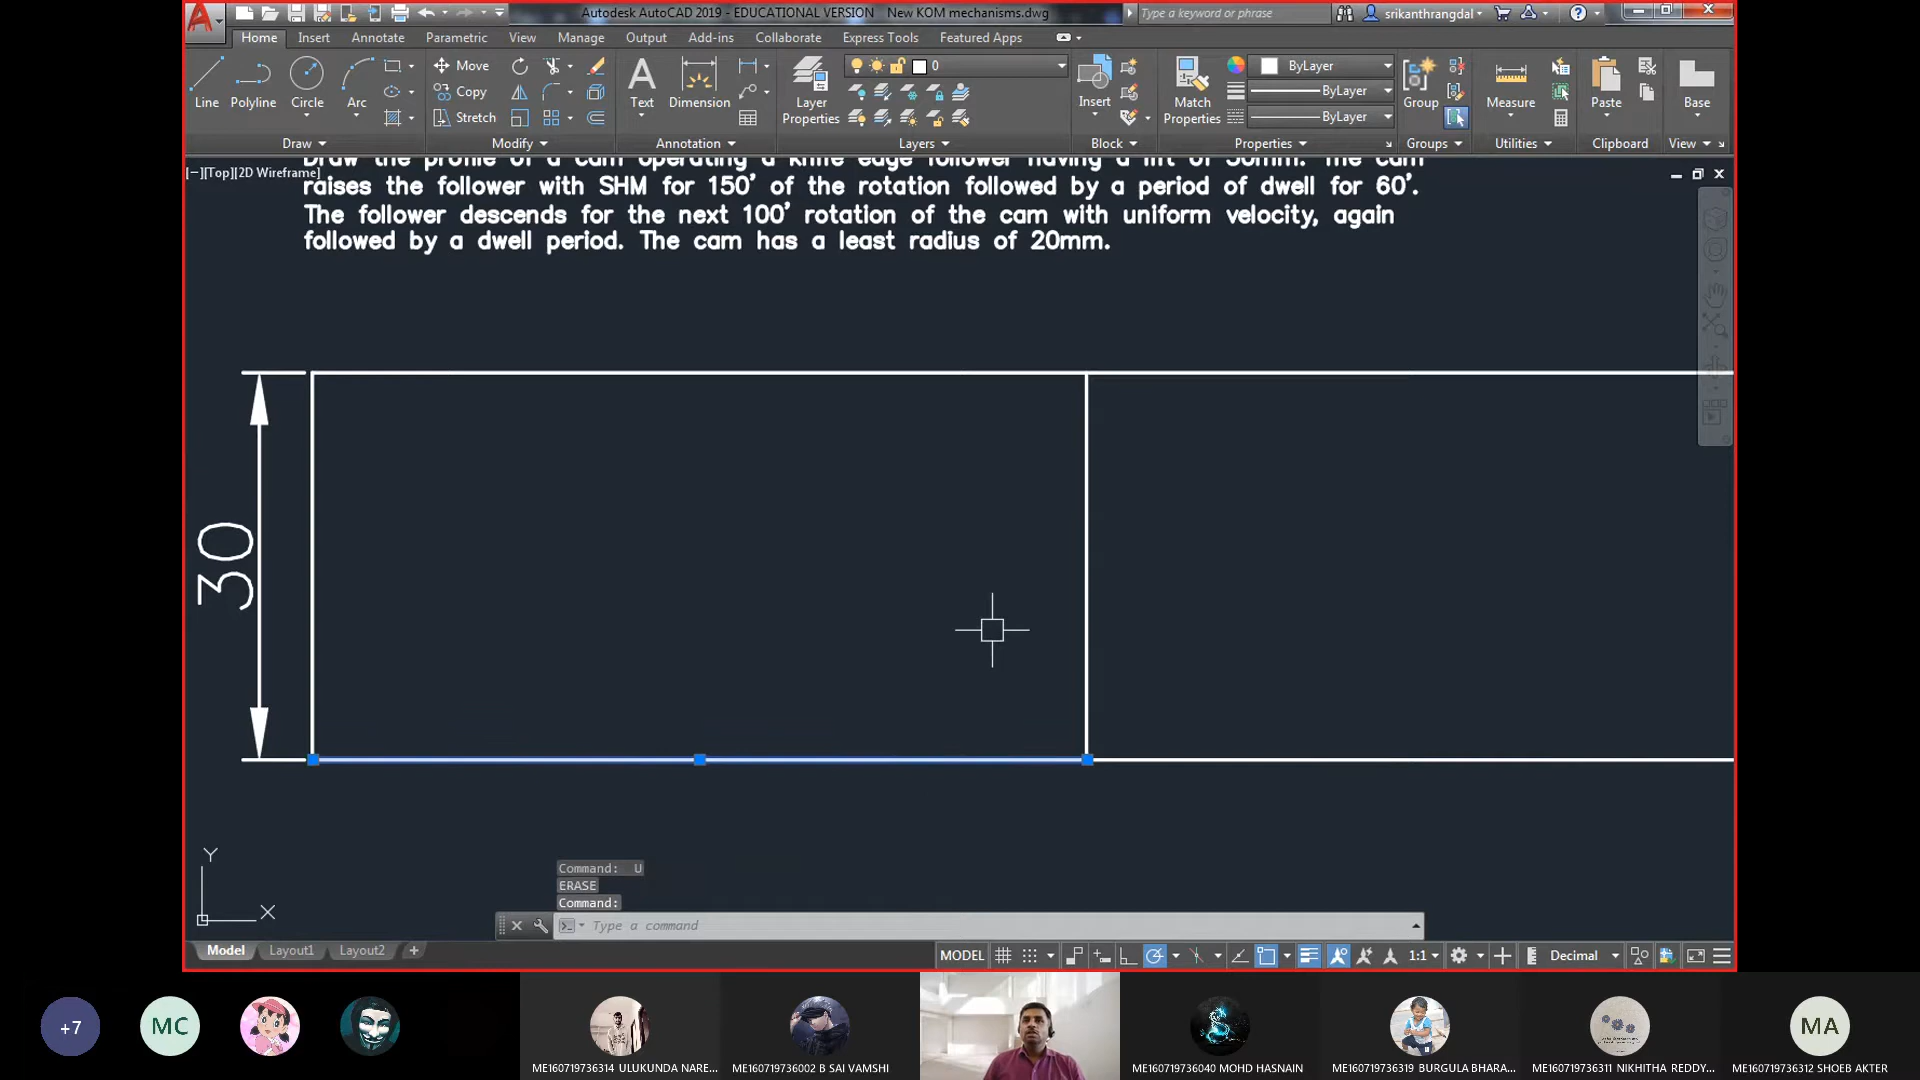 Autodesk AutoCAD 2019 - EDUCATIONAL VERSION    New KOM mechanisms.dwg
Type a keyword or phrase
srikanthrangdal
Home Insert Annotate Parametric View Manage Output Add-ins Collaborate Express Tools Featured Apps
Line Polyline Circle Arc
Move
Copy
Stretch
Text Dimension
Layer Properties
0
Insert
Match Properties
ByLayer
ByLayer
ByLayer
Group
Measure
Paste
Base
Draw Modify Annotation Layers Block Properties Groups Utilities Clipboard View
[−][Top][2D Wireframe]
raises the follower with SHM for 150' of the rotation followed by a period of dwell for 60'.
The follower descends for the next 100' rotation of the cam with uniform velocity, again
followed by a dwell period. The cam has a least radius of 20mm.
30
Y
X
Command: U
ERASE
Command:
Type a command
Model Layout1 Layout2 +
MODEL 1:1 Decimal
+7
MC
MA
ME160719736314 ULUKUNDA NARE...
ME160719736002 B SAI VAMSHI
ME160719736040 MOHD HASNAIN
ME160719736319 BURGULA BHARA...
ME160719736311 NIKHITHA REDDY...
ME160719736312 SHOEB AKTER